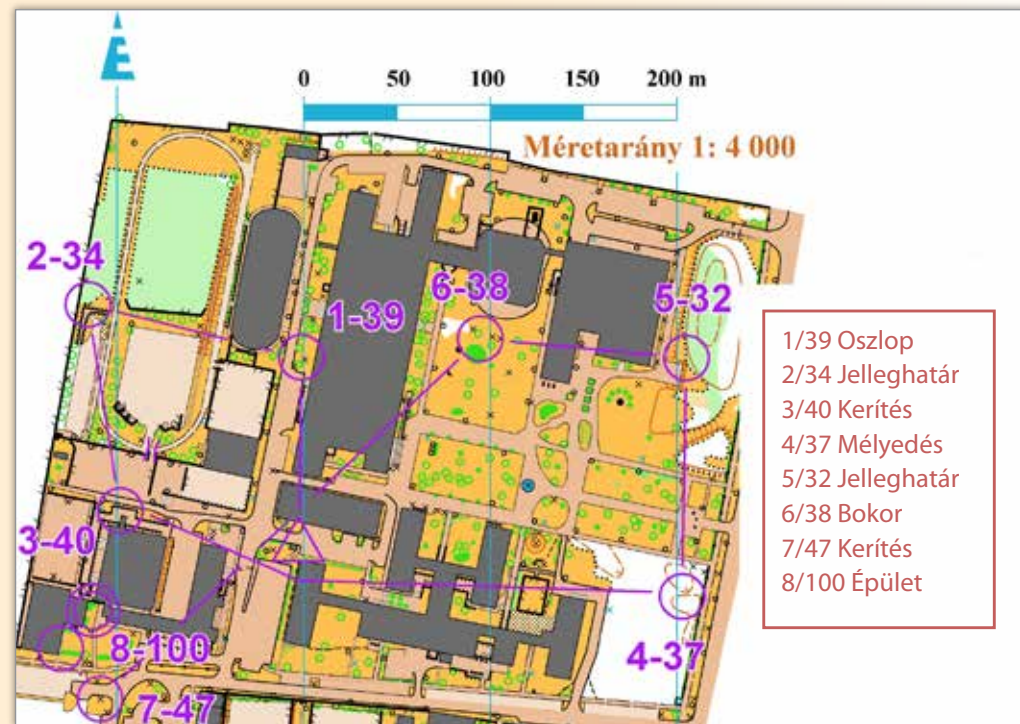 É
0 50 100 150 200 m
Méretarány 1: 4 000
2-34
6-38
5-32
1-39
1/39 Oszlop
2/34 Jelleghatár
3/40 Kerítés
4/37 Mélyedés
5/32 Jelleghatár
6/38 Bokor
7/47 Kerítés
8/100 Épület
3-40
8-100
4-37
7-47